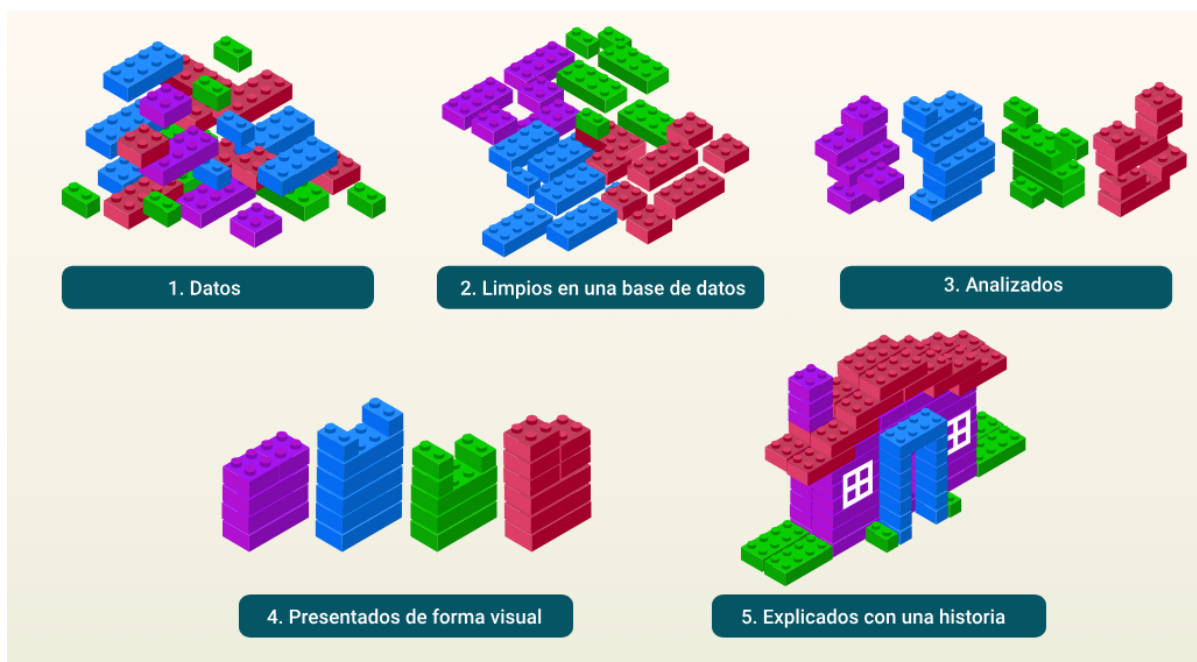 1. Datos
2. Limpios en una base de datos
3. Analizados
4. Presentados de forma visual
5. Explicados con una historia